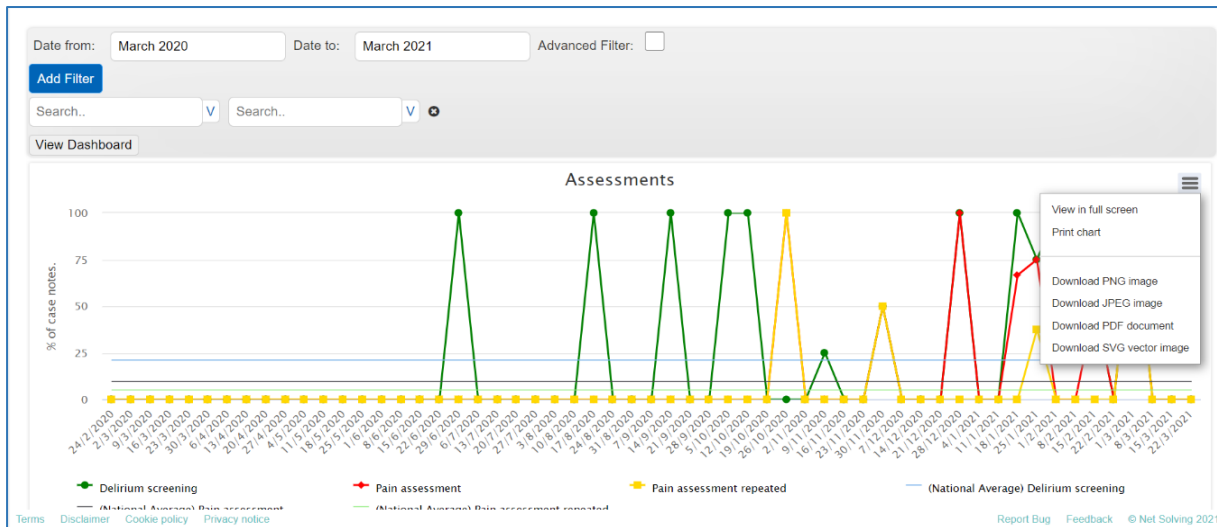 Date from: March 2020 Date to: March 2021 Advanced Filter:
Add Filter
Search.. V Search.. V
View Dashboard
Assessments
View in full screen
Print chart
Download PNG image
Download JPEG image
Download PDF document
Download SVG vector image
100
75
50
25
0
% of case notes.
24/2/2020 2/3/2020 9/3/2020 16/3/2020 23/3/2020 30/3/2020 6/4/2020 13/4/2020 20/4/2020 27/4/2020 4/5/2020 11/5/2020 18/5/2020 25/5/2020 1/6/2020 8/6/2020 15/6/2020 22/6/2020 29/6/2020 6/7/2020 13/7/2020 20/7/2020 27/7/2020 3/8/2020 10/8/2020 17/8/2020 24/8/2020 31/8/2020 7/9/2020 14/9/2020 21/9/2020 28/9/2020 5/10/2020 12/10/2020 19/10/2020 26/10/2020 2/11/2020 9/11/2020 16/11/2020 23/11/2020 30/11/2020 7/12/2020 14/12/2020 21/12/2020 28/12/2020 4/1/2021 11/1/2021 18/1/2021 25/1/2021 1/2/2021 8/2/2021 15/2/2021 22/2/2021 1/3/2021 8/3/2021 15/3/2021 22/3/2021
Delirium screening Pain assessment Pain assessment repeated (National Average) Delirium screening
(National Average) Pain assessment (National Average) Pain assessment repeated
Terms Disclaimer Cookie policy Privacy notice Report Bug Feedback © Net Solving 2021